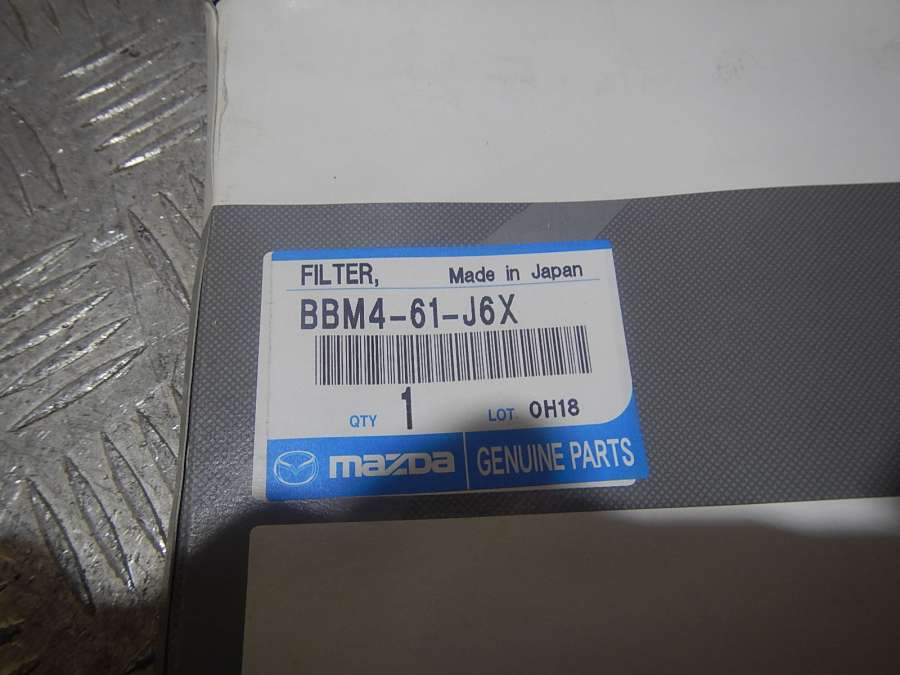 FILTER, Made in Japan
BBM4-61-J6X
QTY 1 LOT 0H18
mazda GENUINE PARTS